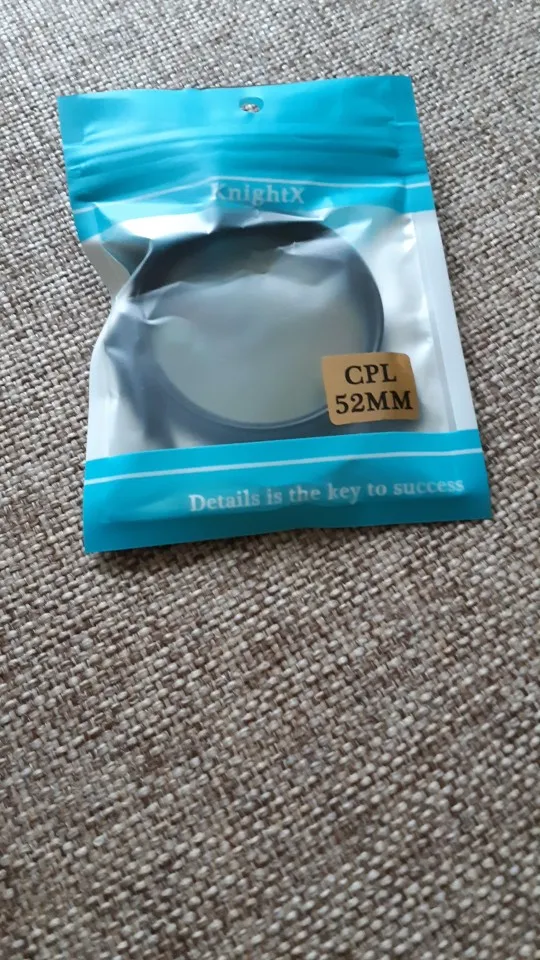 KnightX
CPL
52MM
Details is the key to success